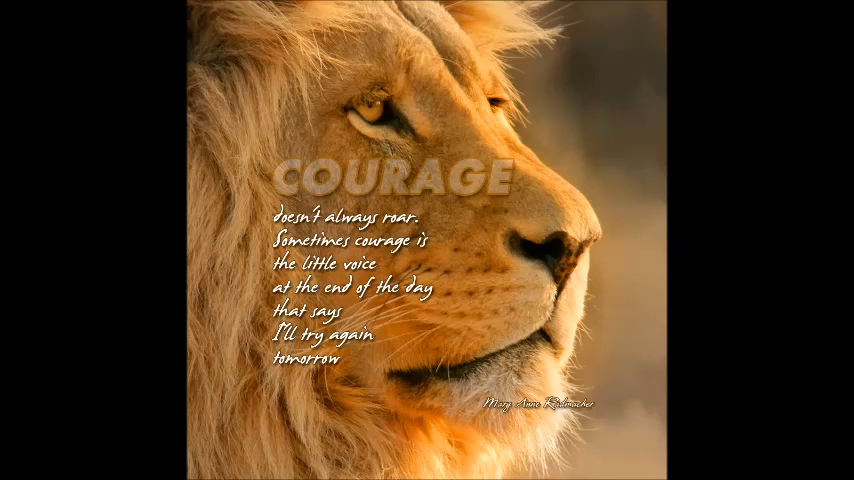 COURAGE
doesn't always roar.
Sometimes courage is
the little voice
at the end of the day
that says
I'll try again
tomorrow
Mary Anne Radmacher